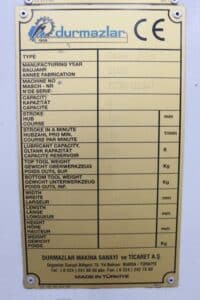 durmazlar
CE
TYPE
MANUFACTURING YEAR
BAUJAHR
ANNEE FABRICATION
MACHINE NO
MASCH - NR
N'DE SERIE
CAPACITY
KAPAZITÄT
CAPACITÉ
STROKE
HUB
COURSE
mm
STROKE IN A MINUTE
HUBZAHL PRO MIN.
COURSE PAR MINUTE
1/min
LUBRICANT CAPACITY
ÖLTANK KAPAZITÄT
CAPACITY RESERVOIR
lt
TOP TOOL WEIGHT
GEWICHT OBERWERKZEUG
POIDS OUTIL SUP
Kg
BOTTOM TOOL WEIGHT
GEWICHT UNTERWERKZEUG
POIDS OUTIL INF.
Kg
WIDTH
BREITE
LARGEUR
mm
LENGTH
LÄNGE
LONGEUR
mm
HEIGHT
HÖHE
HAUTEUR
mm
WEIGHT
GEWICHT
POIDS
Kg
DURMAZLAR MAKİNA SANAYİ ve TİCARET A.Ş.
MADE IN TÜRKİYE